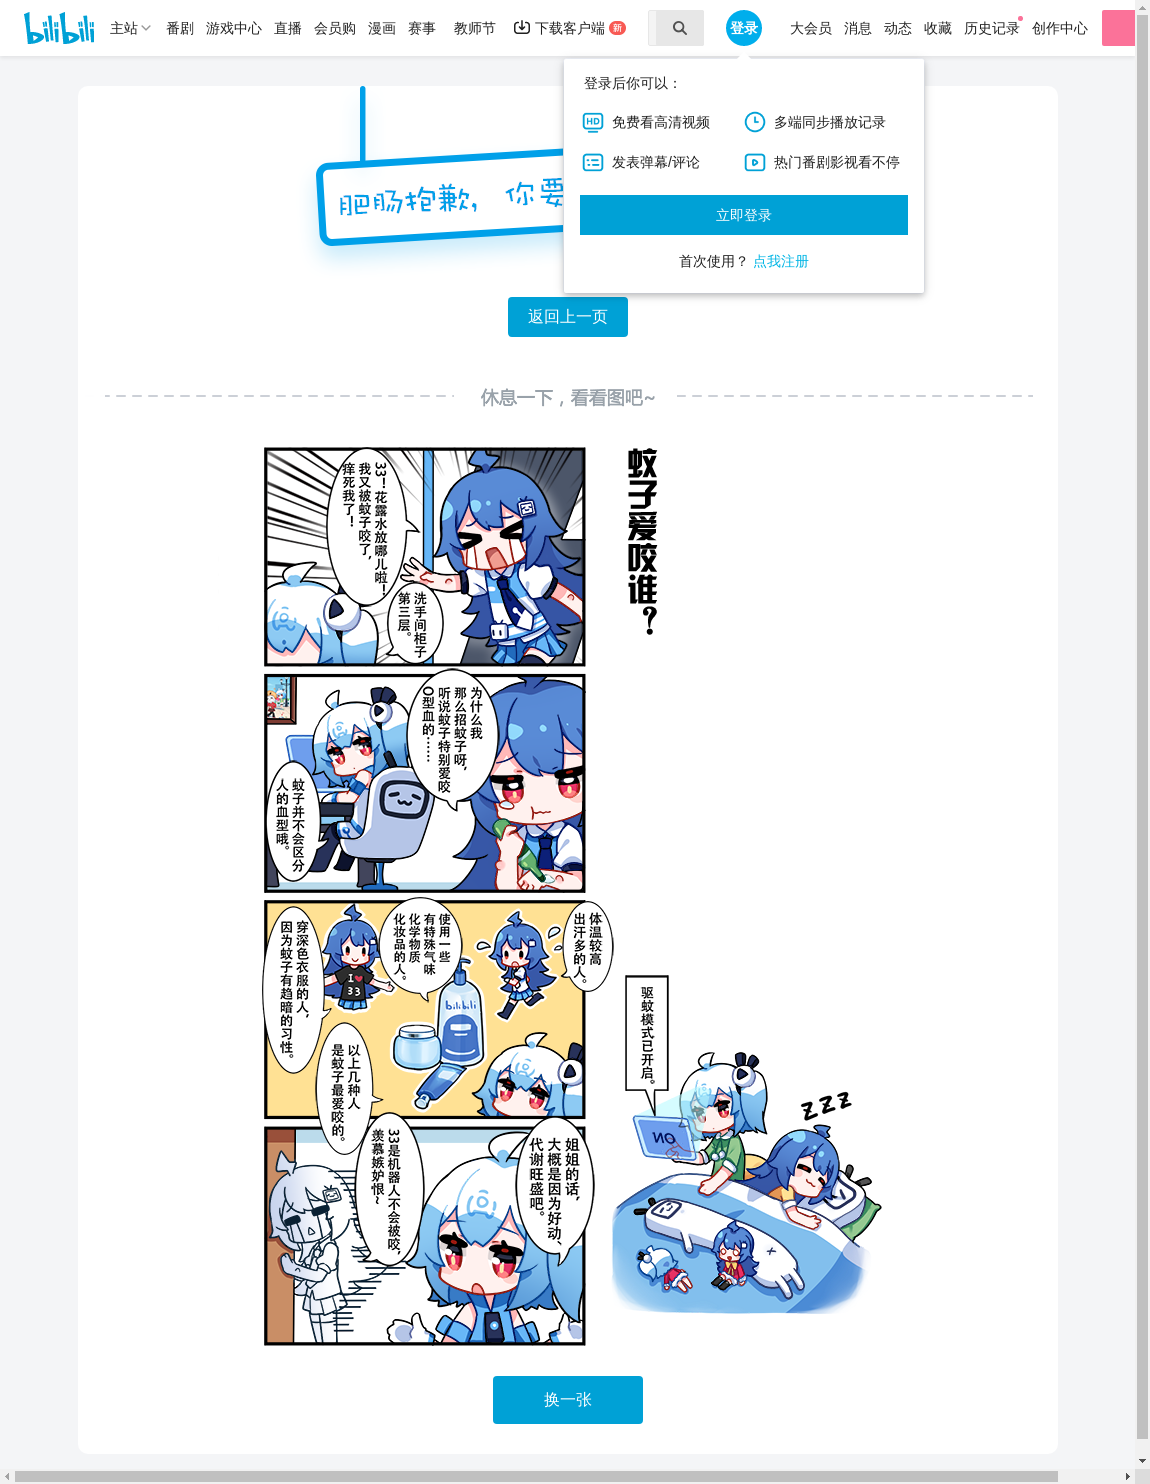 bilibili 主站 番剧 游戏中心 直播 会员购 漫画 赛事 教师节 下载客户端 新 登录 大会员 消息 动态 收藏 历史记录 创作中心
登录后你可以：
HD 免费看高清视频 多端同步播放记录
发表弹幕/评论 热门番剧影视看不停
立即登录
首次使用？ 点我注册
肥肠抱歉，你要
返回上一页
休息一下，看看图吧~
蚊子爱咬谁？
33！花露水放哪儿啦！
我又被蚊子咬了，
痒死我了！
洗手间柜子
第三层。
为什么我
那么招蚊子呀，
听说蚊子特别爱咬
O型血的……
蚊子并不会区分
人的血型哦。
体温较高
出汗多的人。
使用一些
有特殊气味
化学物质
化妆品的人。
穿深色衣服的人，
因为蚊子有趋暗的习性。
I
33
bilibili
以上几种人
是蚊子最爱咬的。
姐姐的话，
大概是因为好动、
代谢旺盛吧。
33是机器人不会被咬，
羡慕嫉妒恨~
驱蚊模式已开启。
NO
zzz
换一张